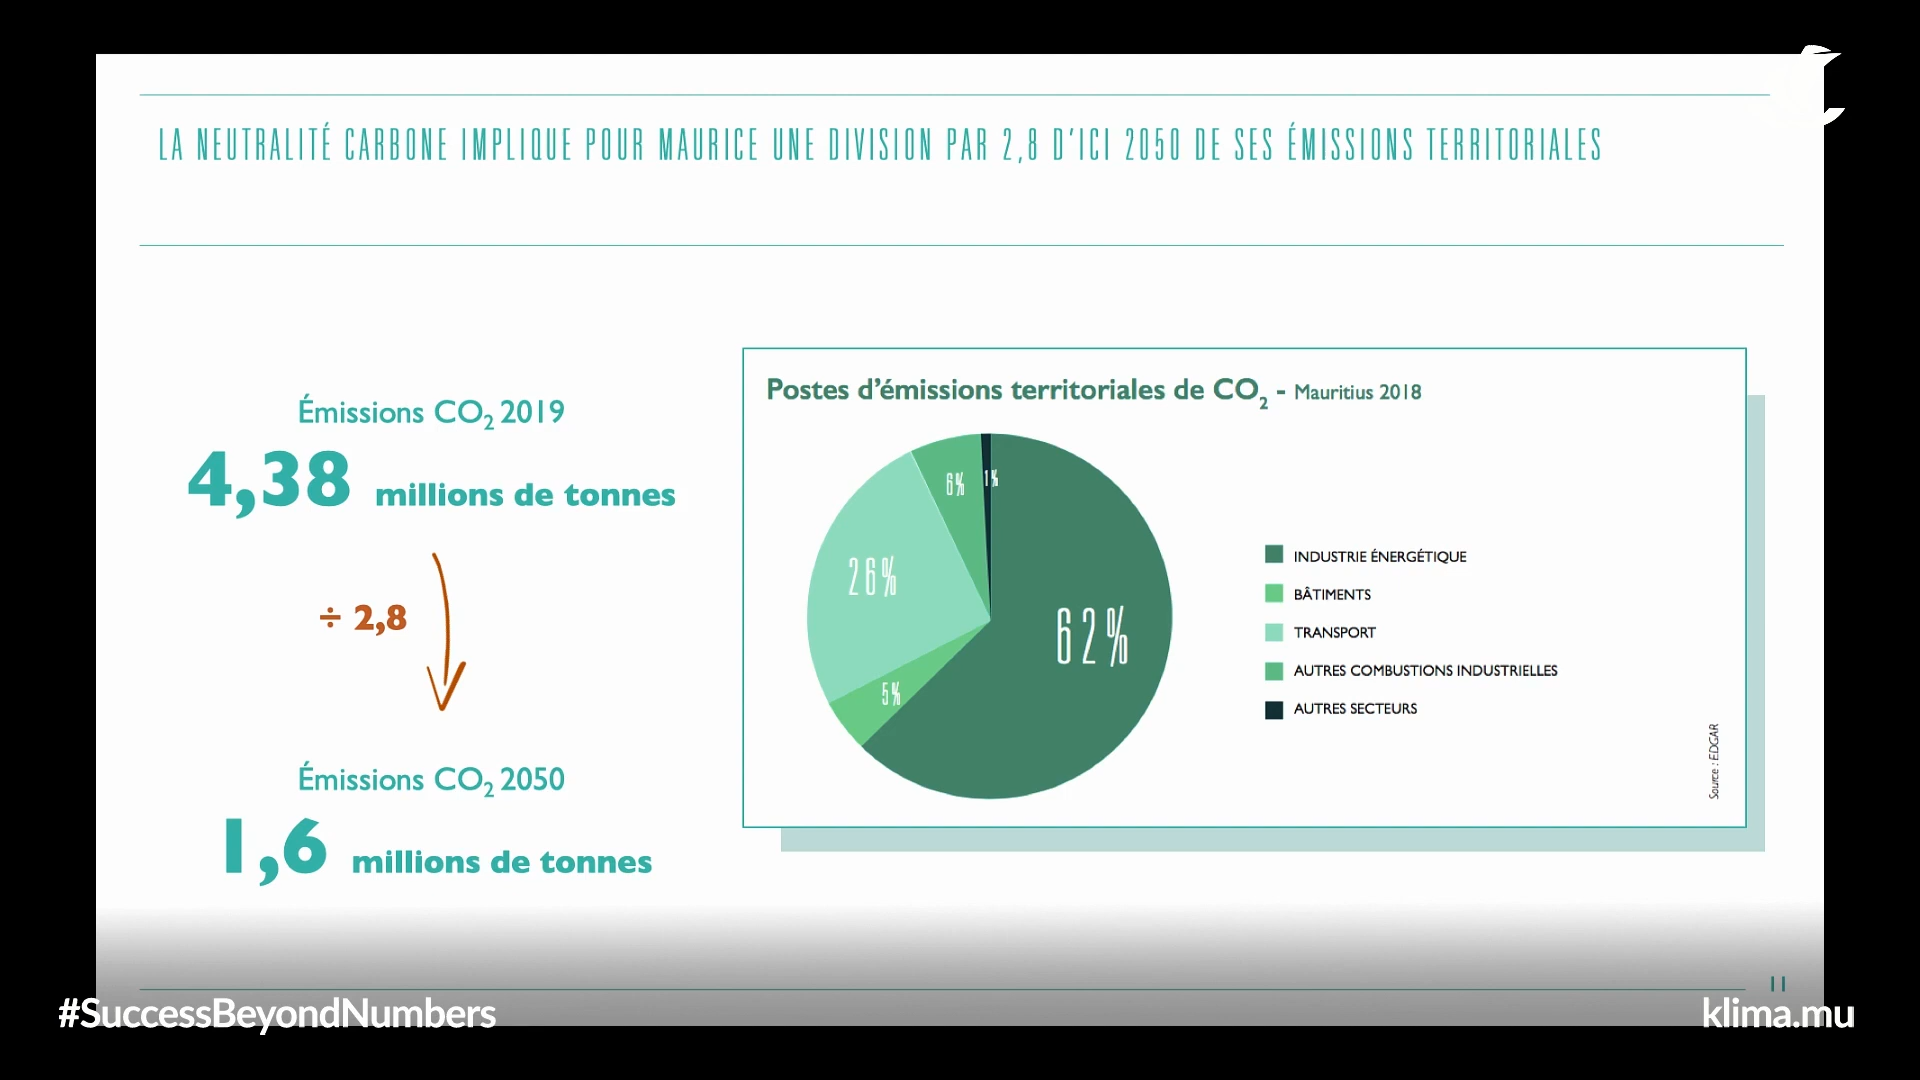 LA NEUTRALITÉ CARBONE IMPLIQUE POUR MAURICE UNE DIVISION PAR 2,8 D'ICI 2050 DE SES ÉMISSIONS TERRITORIALES
Émissions CO₂ 2019
4,38 millions de tonnes
÷ 2,8
Émissions CO₂ 2050
1,6 millions de tonnes
Postes d'émissions territoriales de CO₂ - Mauritius 2018
6%
1%
26%
62%
5%
INDUSTRIE ÉNERGÉTIQUE
BÂTIMENTS
TRANSPORT
AUTRES COMBUSTIONS INDUSTRIELLES
AUTRES SECTEURS
Source : EDGAR
11
#SuccessBeyondNumbers
klima.mu